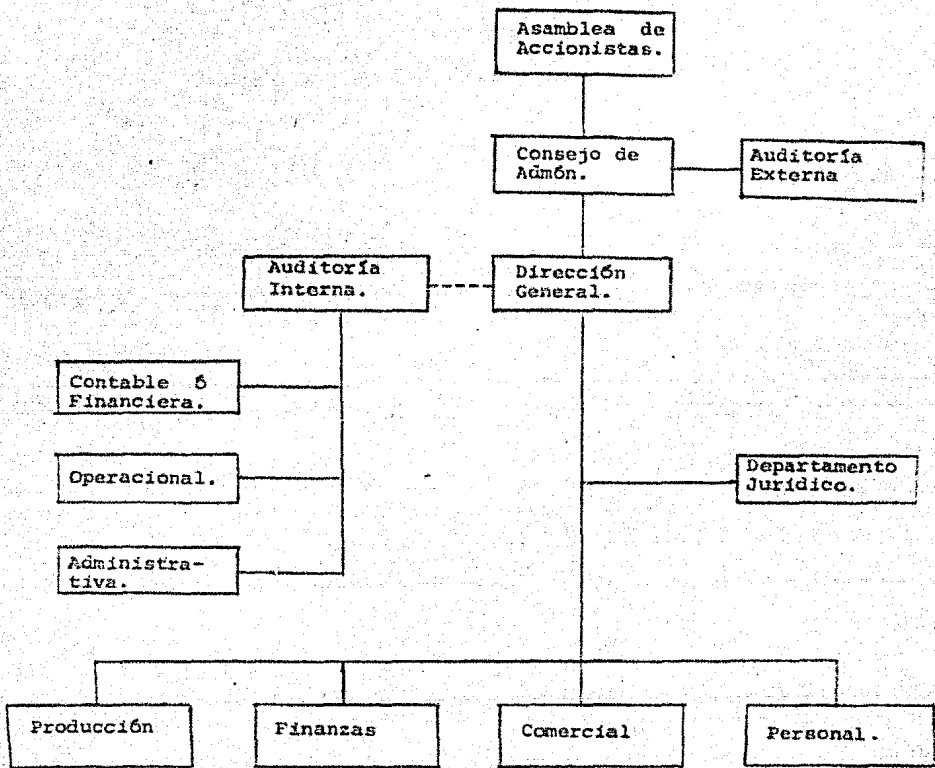 Asamblea de
Accionistas.
Consejo de
Admón.
Auditoría
Externa
Auditoría
Interna.
Dirección
General.
Contable ó
Financiera.
Operacional.
Departamento
Jurídico.
Administra-
tiva.
Producción
Finanzas
Comercial
Personal.